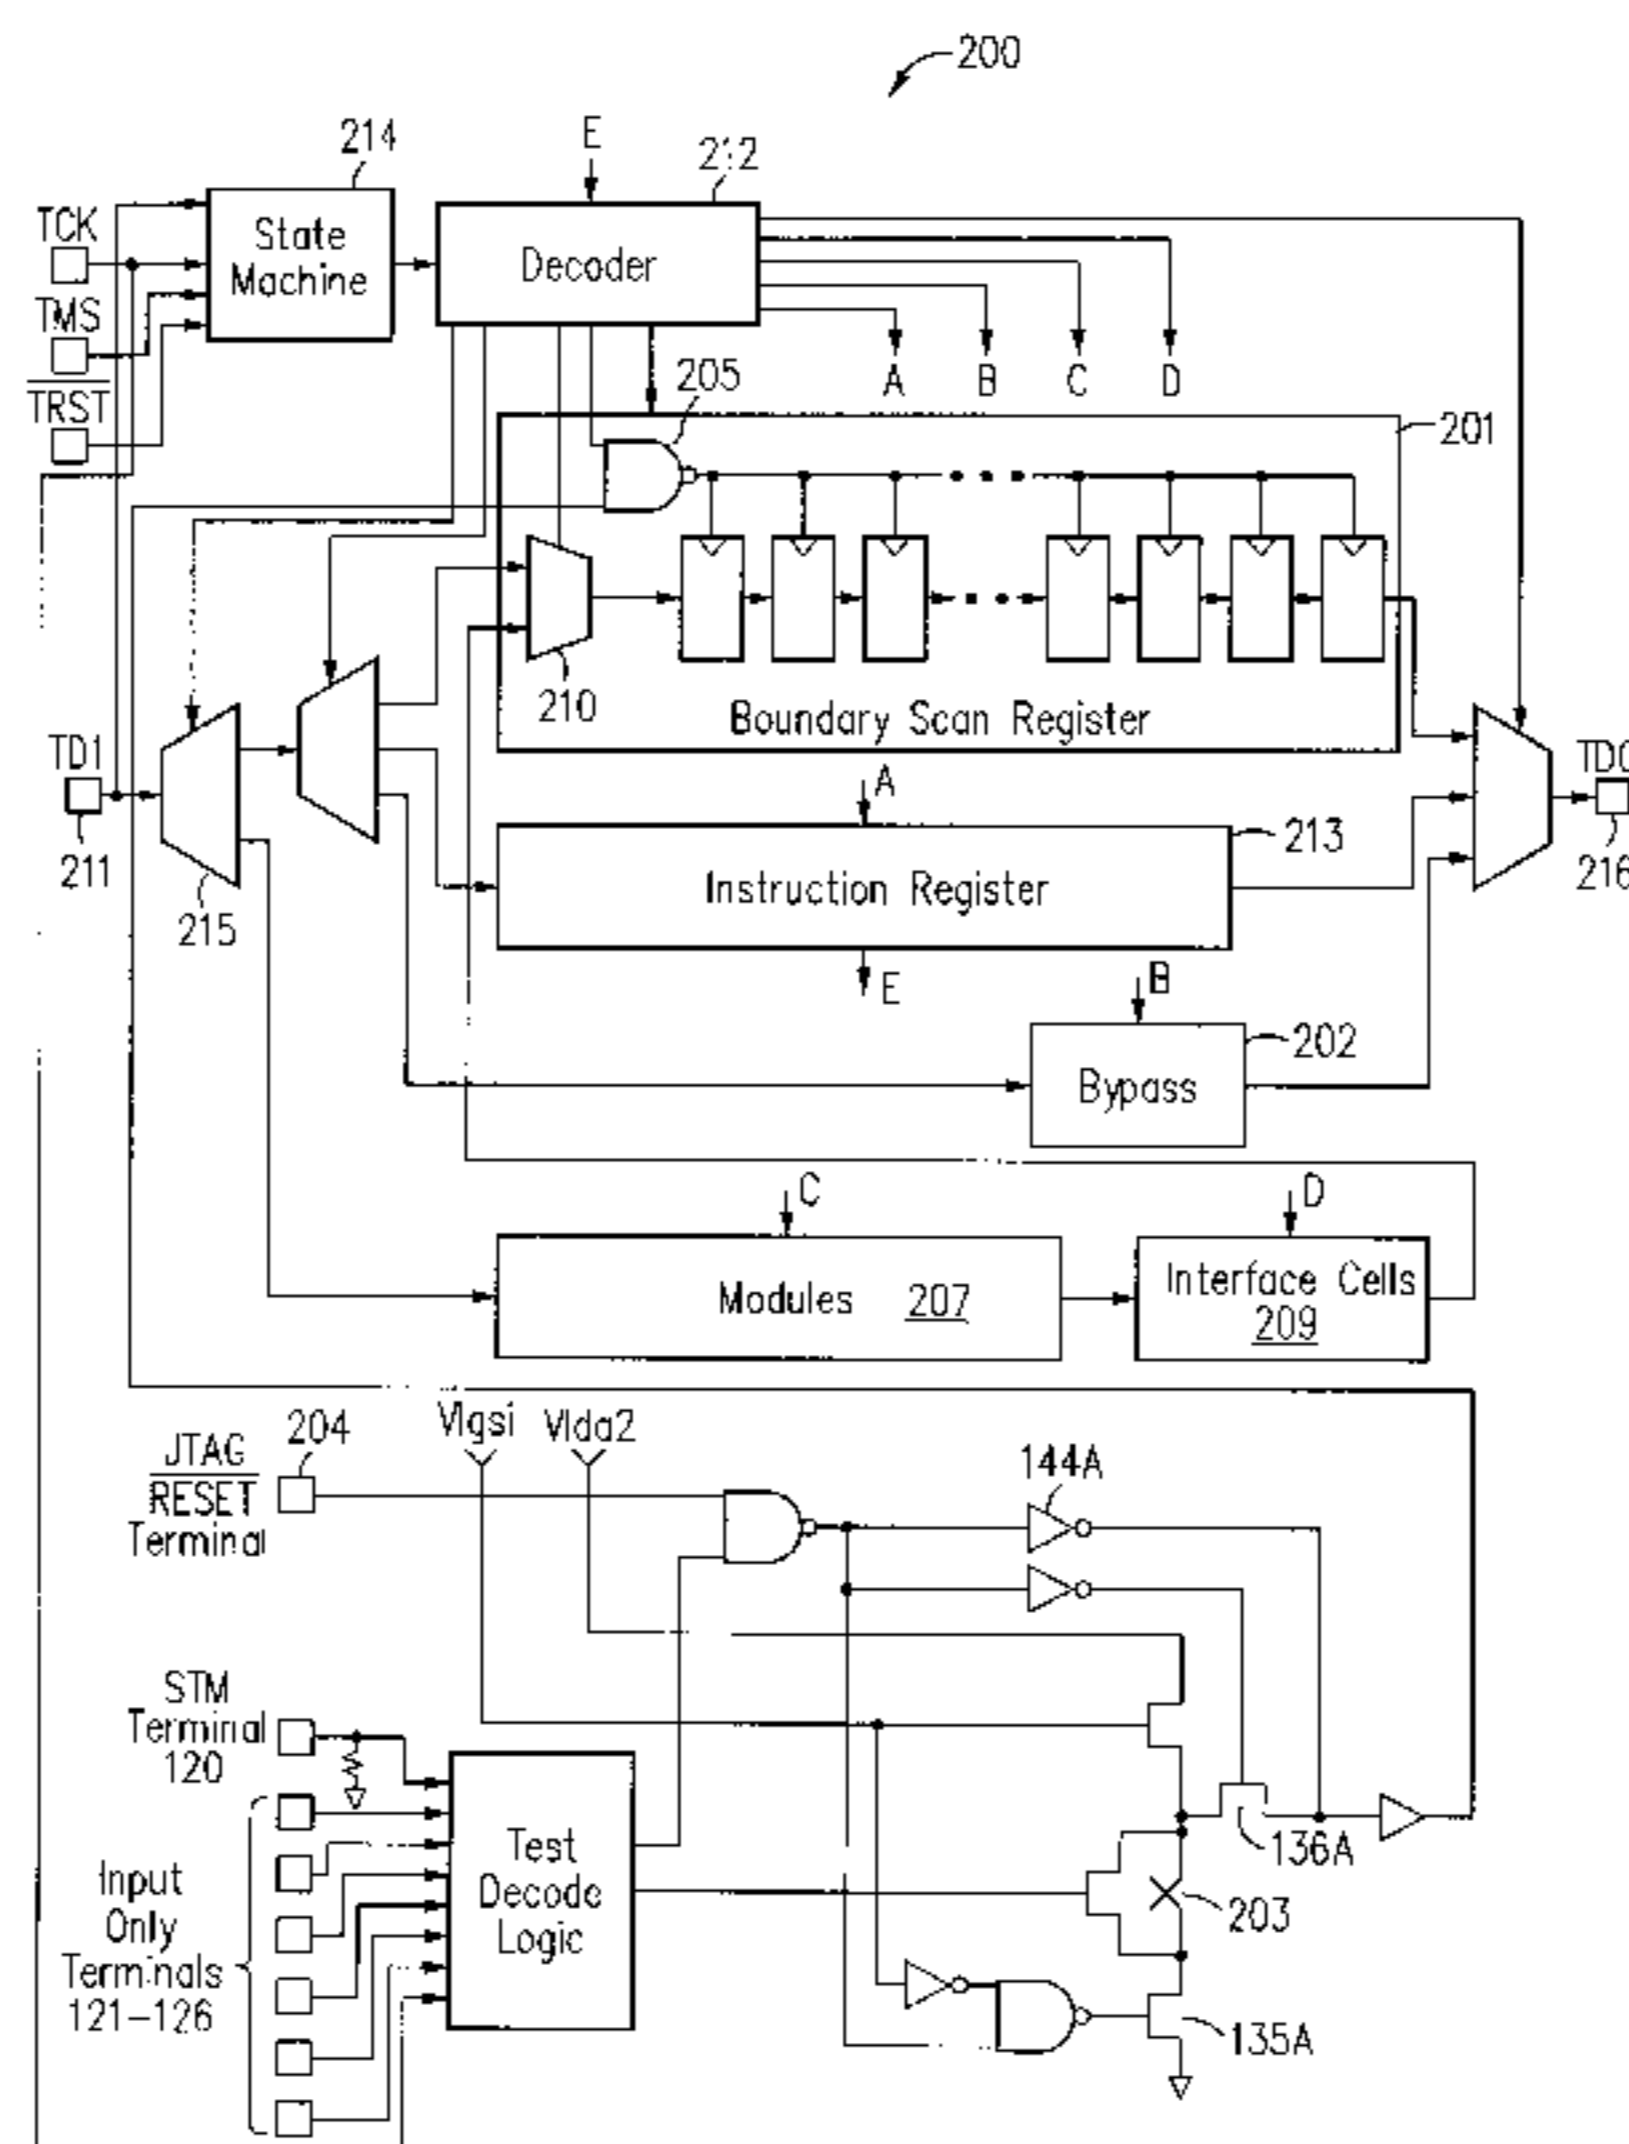 200
214
E
212
TCK
State
Machine
Decoder
TMS
TRST
205
A
B
C
D
201
210
Boundary Scan Register
TD1
211
215
A
213
Instruction Register
216
E
B
202
Bypass
C
D
Modules 207
Interface Cells
209
204
Vlgsi
Vlda2
JTAG
RESET
Terminal
144A
STM
Terminal
120
Test
Decode
Logic
136A
203
Input
Only
Terminals
121-126
135A